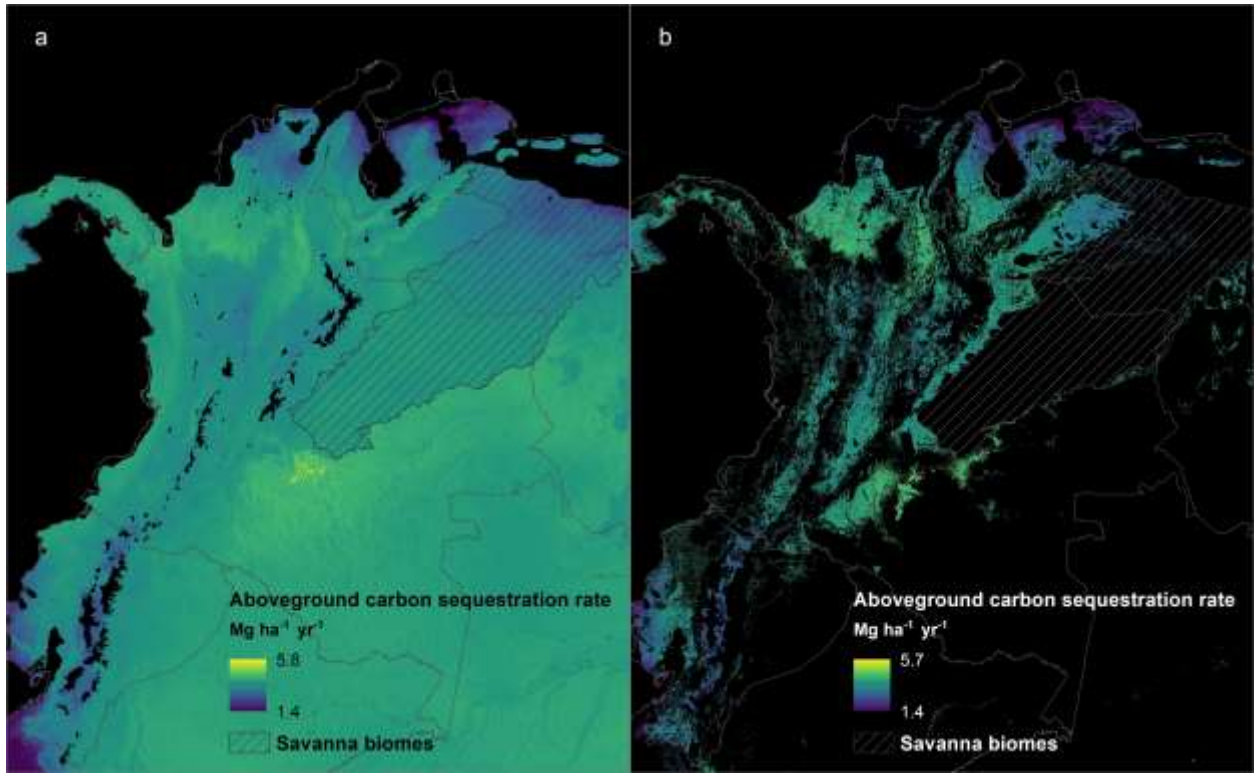 a
Aboveground carbon sequestration rate
Mg ha⁻¹ yr⁻¹
5.8
1.4
Savanna biomes
b
Aboveground carbon sequestration rate
Mg ha⁻¹ yr⁻¹
5.7
1.4
Savanna biomes